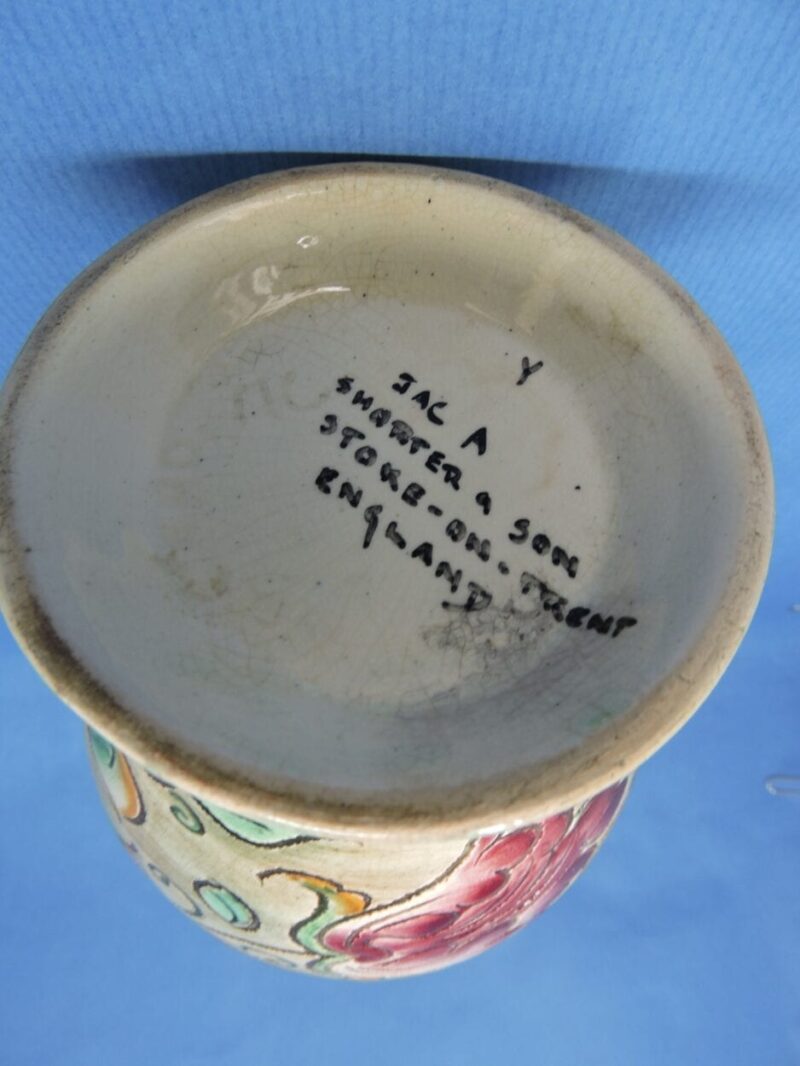 Y
JAC A
SHORTER & SON
STOKE-ON-TRENT
ENGLAND